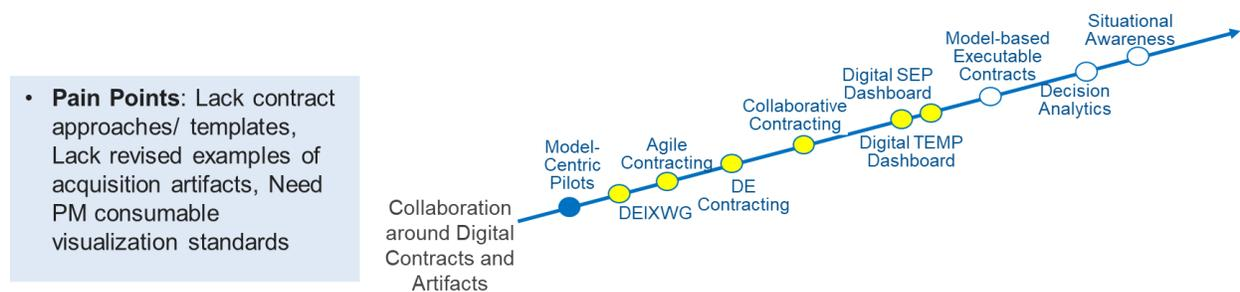 • Pain Points: Lack contract
approaches/ templates,
Lack revised examples of
acquisition artifacts, Need
PM consumable
visualization standards
Collaboration
around Digital
Contracts and
Artifacts
Model-
Centric
Pilots
DEIXWG
Agile
Contracting
DE
Contracting
Collaborative
Contracting
Digital SEP
Dashboard
Digital TEMP
Dashboard
Model-based
Executable
Contracts
Decision
Analytics
Situational
Awareness